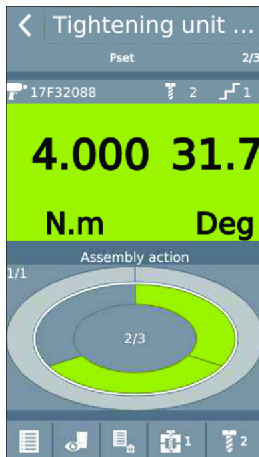 Tightening unit ...
Pset 2/3
17F32088 2 1
4.000 31.7
N.m Deg
Assembly action
1/1
2/3
1 2